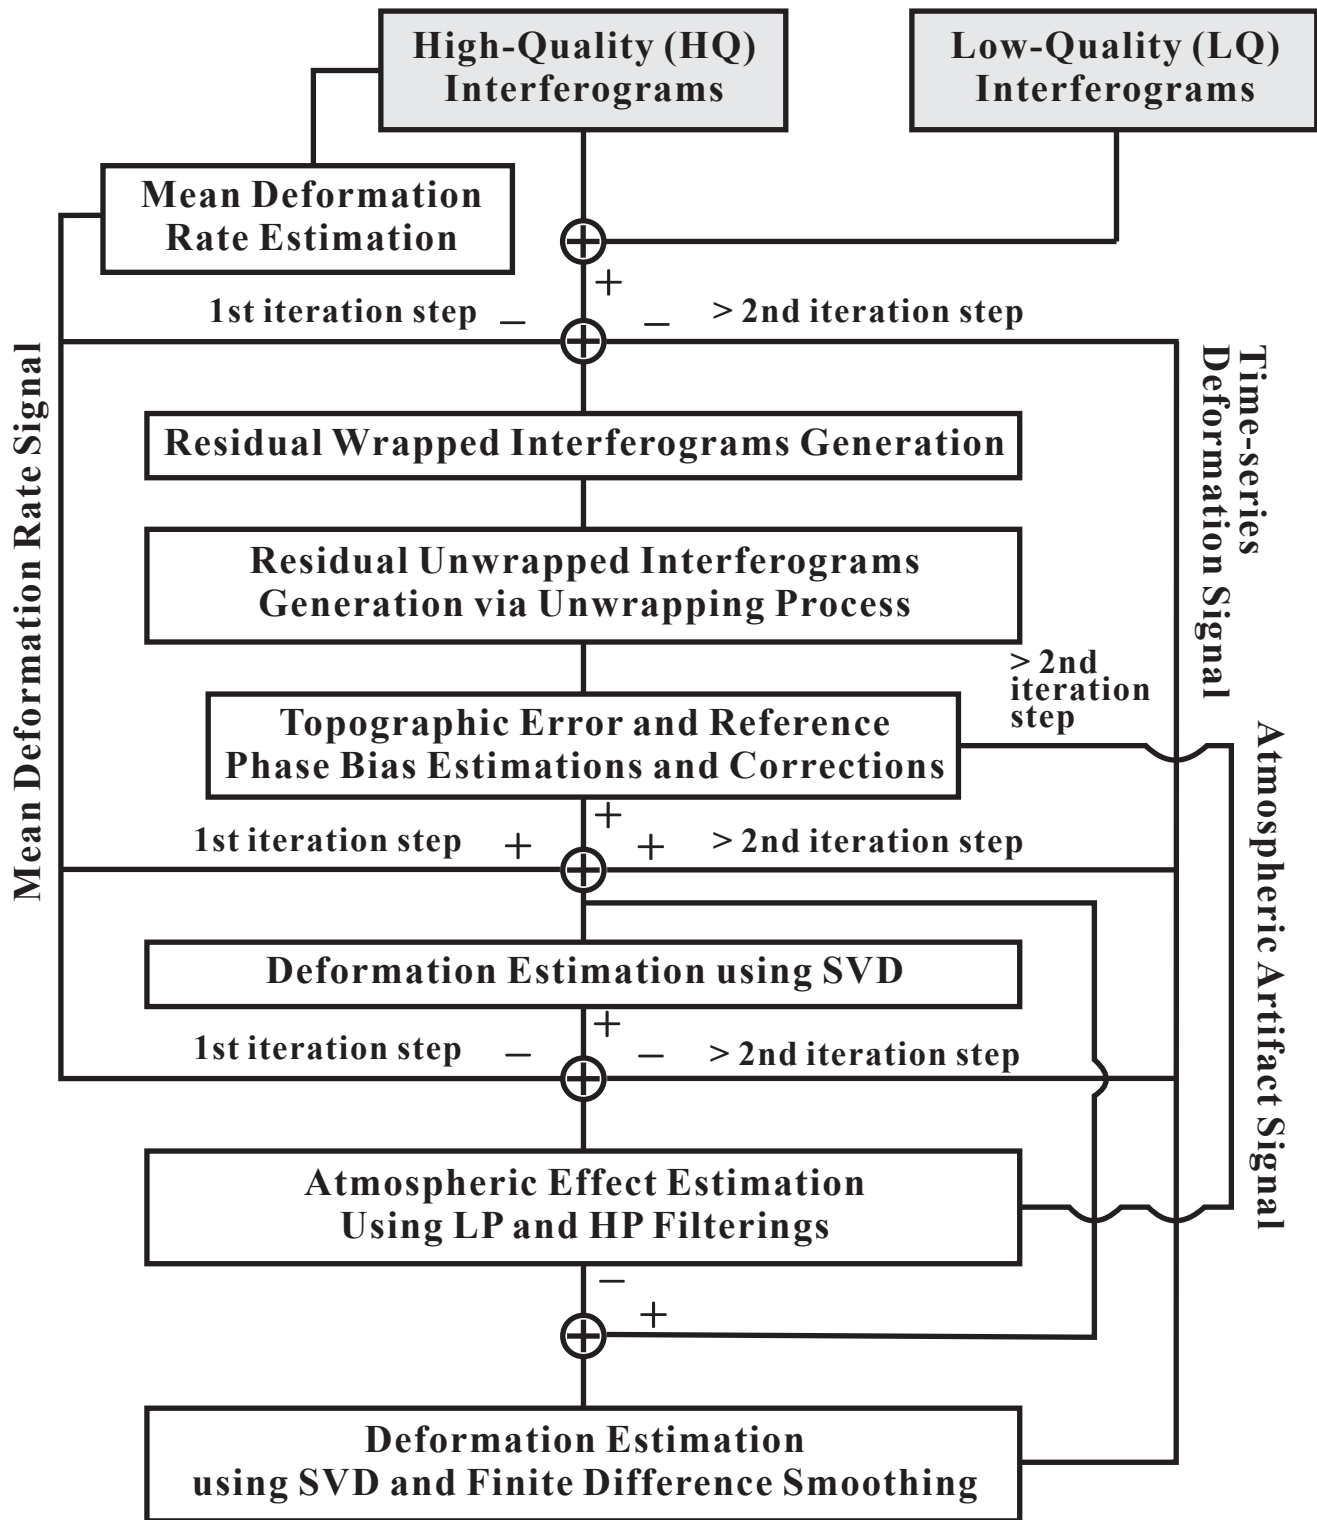 High-Quality (HQ)
Interferograms
Low-Quality (LQ)
Interferograms
Mean Deformation
Rate Estimation
+
1st iteration step
−
−
> 2nd iteration step
Mean Deformation Rate Signal
Time-series
Deformation Signal
Residual Wrapped Interferograms Generation
Residual Unwrapped Interferograms
Generation via Unwrapping Process
> 2nd
iteration
step
Topographic Error and Reference
Phase Bias Estimations and Corrections
Atmospheric Artifact Signal
+
1st iteration step
+
+
> 2nd iteration step
Deformation Estimation using SVD
+
1st iteration step
−
−
> 2nd iteration step
Atmospheric Effect Estimation
Using LP and HP Filterings
−
+
Deformation Estimation
using SVD and Finite Difference Smoothing